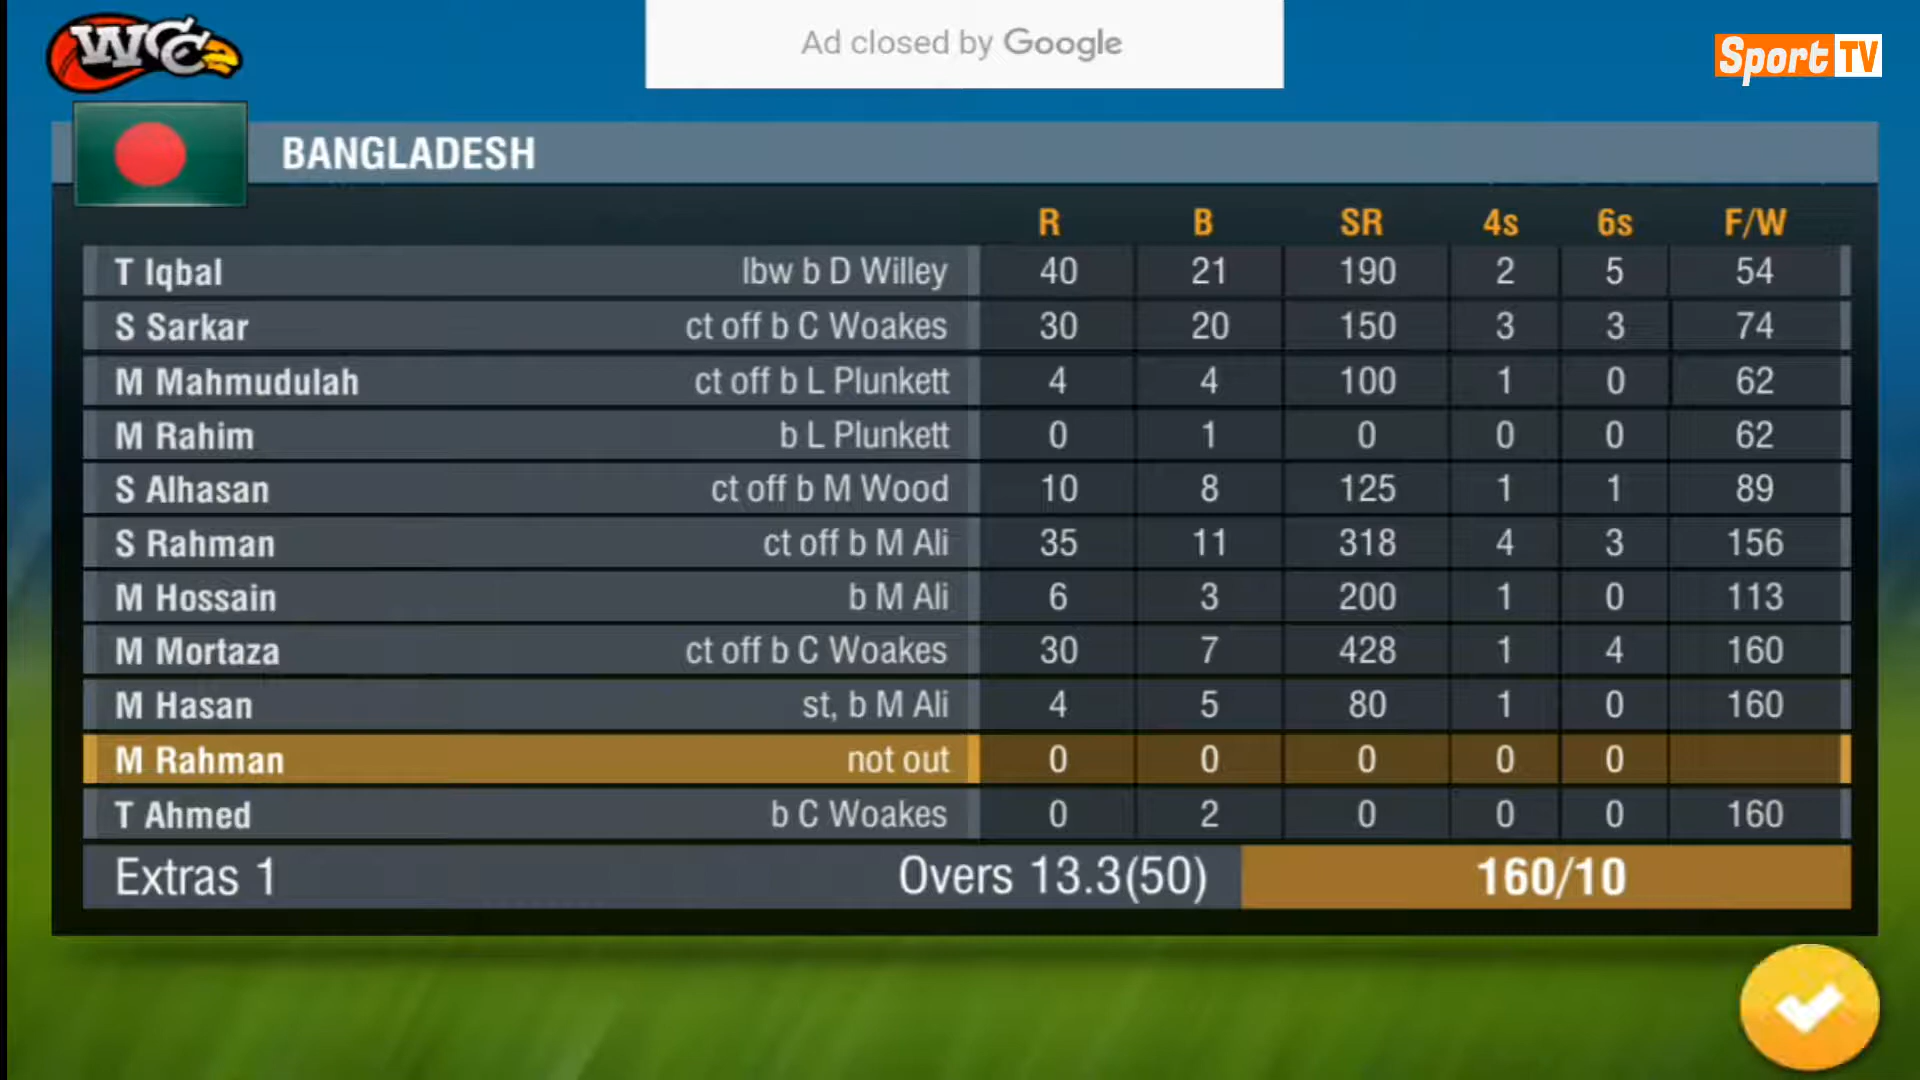 WCC
Ad closed by Google
Sport TV
BANGLADESH
R B SR 4s 6s F/W
T Iqbal lbw b D Willey 40 21 190 2 5 54
S Sarkar ct off b C Woakes 30 20 150 3 3 74
M Mahmudulah ct off b L Plunkett 4 4 100 1 0 62
M Rahim b L Plunkett 0 1 0 0 0 62
S Alhasan ct off b M Wood 10 8 125 1 1 89
S Rahman ct off b M Ali 35 11 318 4 3 156
M Hossain b M Ali 6 3 200 1 0 113
M Mortaza ct off b C Woakes 30 7 428 1 4 160
M Hasan st, b M Ali 4 5 80 1 0 160
M Rahman not out 0 0 0 0 0
T Ahmed b C Woakes 0 2 0 0 0 160
Extras 1 Overs 13.3(50) 160/10